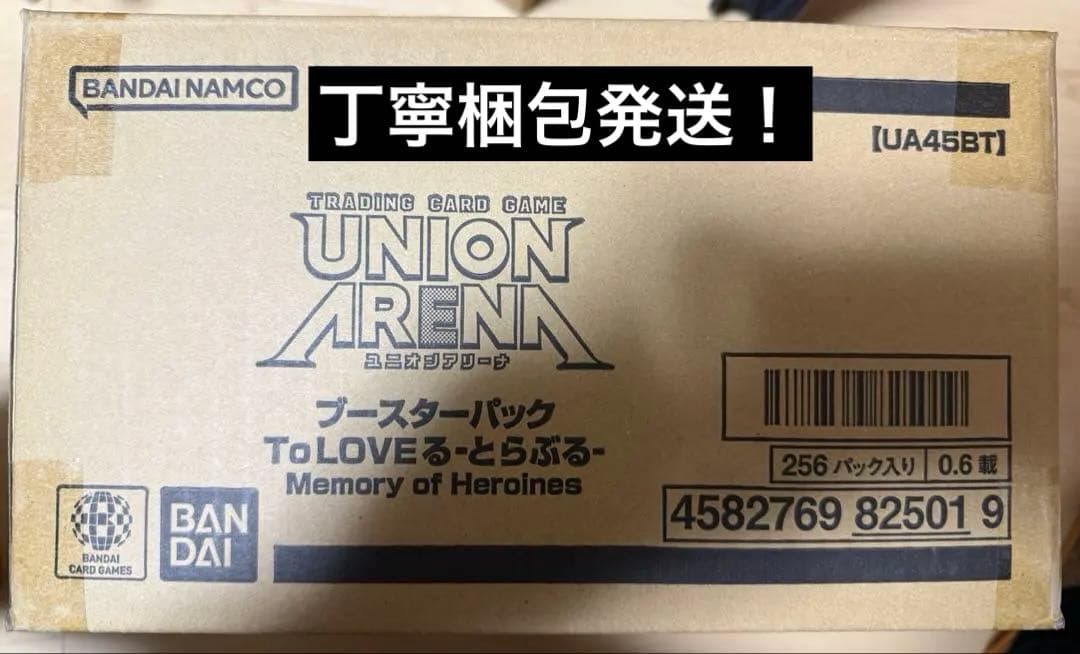 BANDAI NAMCO
丁寧梱包発送！
【UA45BT】
TRADING CARD GAME
UNION
ARENA
ユニオンアリーナ
ブースターパック
To LOVEる-とらぶる-
Memory of Heroines
256 パック入り 0.6 載
4582769 82501 9
BANDAI
CARD GAMES
BAN
DAI